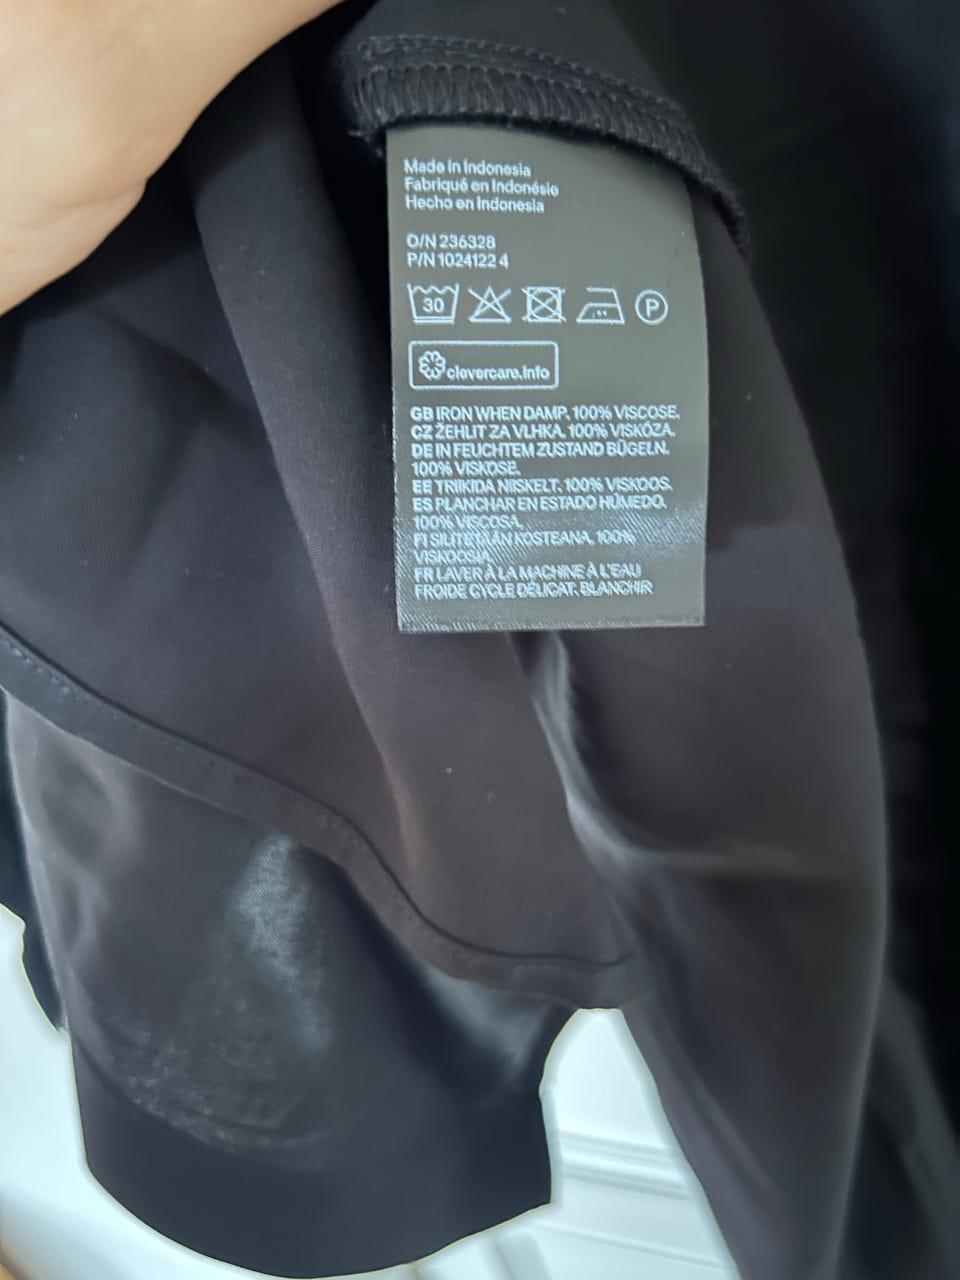 Made in Indonesia
Fabriqué en Indonésie
Hecho en Indonesia
O/N 236328
P/N 1024122 4
30 P
clevercare.info
GB IRON WHEN DAMP. 100% VISCOSE.
CZ ŽEHLIT ZA VLHKA. 100% VISKÓZA.
DE IN FEUCHTEM ZUSTAND BÜGELN.
100% VISKOSE.
EE TRIIKIDA NIISKELT. 100% VISKOOS.
ES PLANCHAR EN ESTADO HÚMEDO.
100% VISCOSA.
FI SILITETÄÄN KOSTEANA. 100%
VISKOOSIA.
FR LAVER À LA MACHINE À L'EAU
FROIDE CYCLE DÉLICAT. BLANCHIR